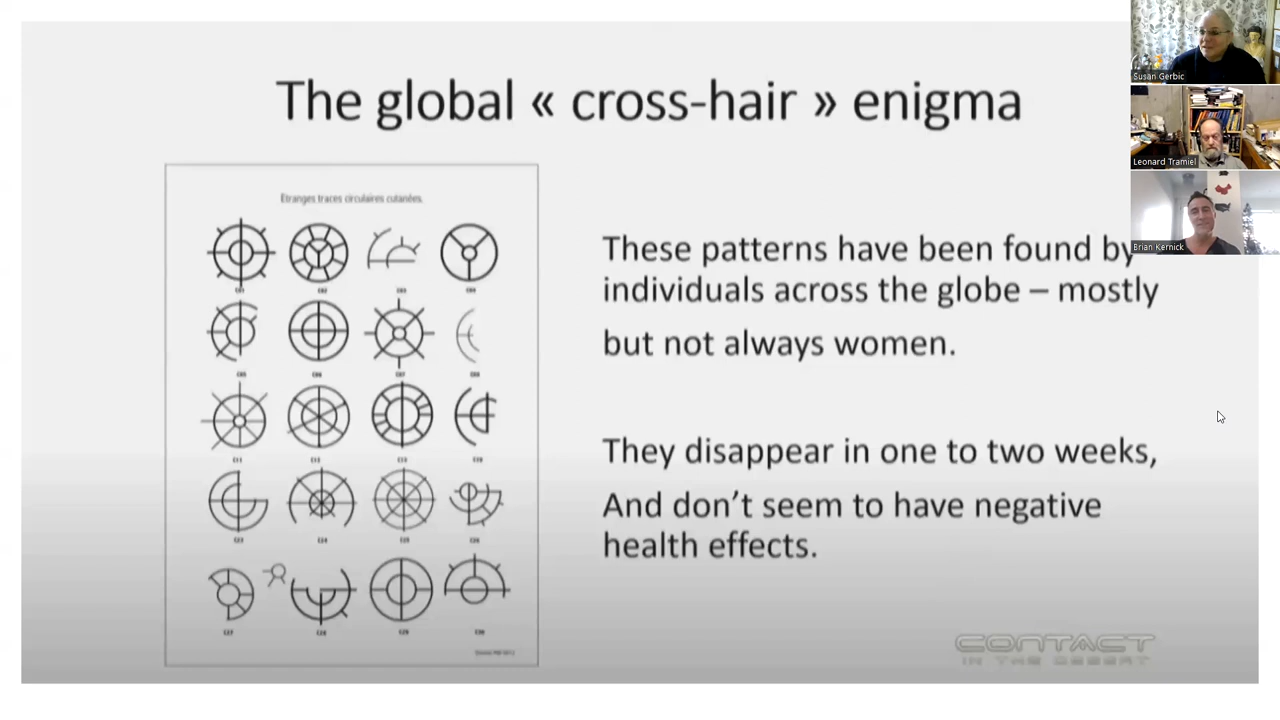 The global « cross-hair » enigma
Etranges traces circulaires cutanées.
These patterns have been found by
individuals across the globe – mostly
but not always women.
They disappear in one to two weeks,
And don't seem to have negative
health effects.
CONTACT
IN THE DESERT
Susan Gerbic
Leonard Tramiel
Brian Kernick